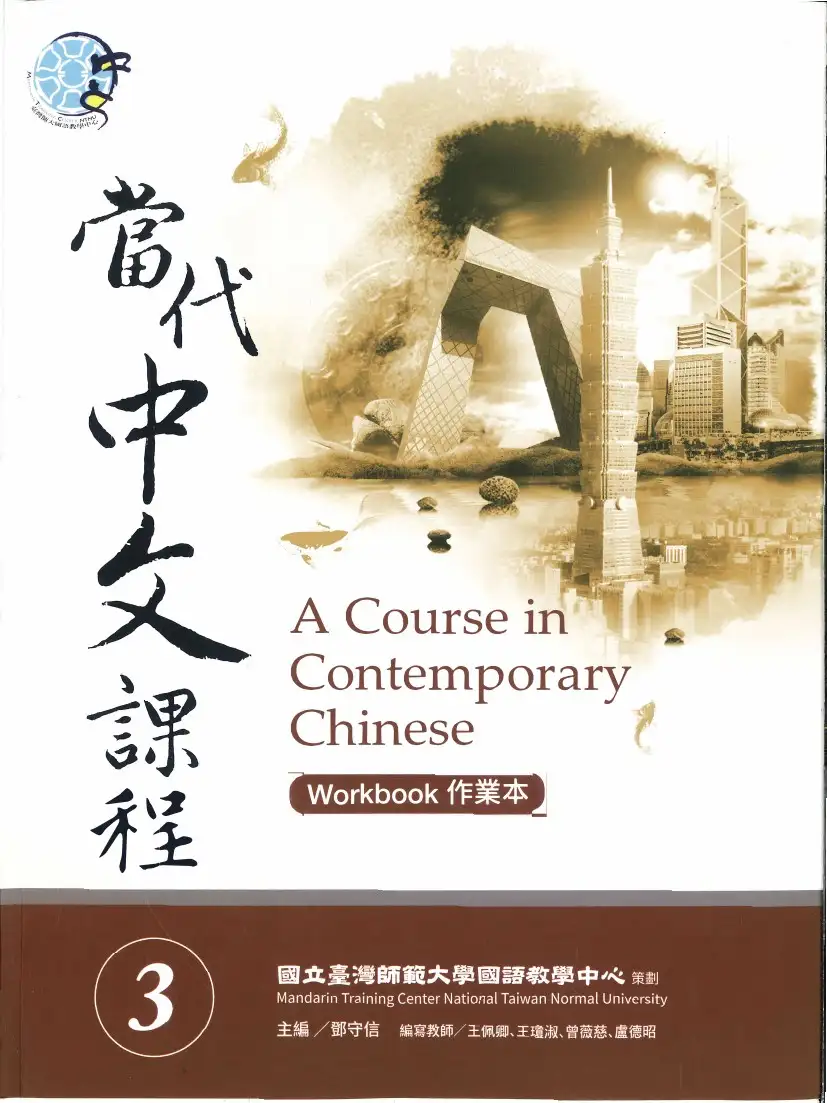 當代中文課程
A Course in
Contemporary
Chinese
Workbook 作業本
3
國立臺灣師範大學國語教學中心 策劃
Mandarin Training Center National Taiwan Normal University
主編／鄧守信 編寫教師／王佩卿、王瓊淑、曾薇慈、盧德昭